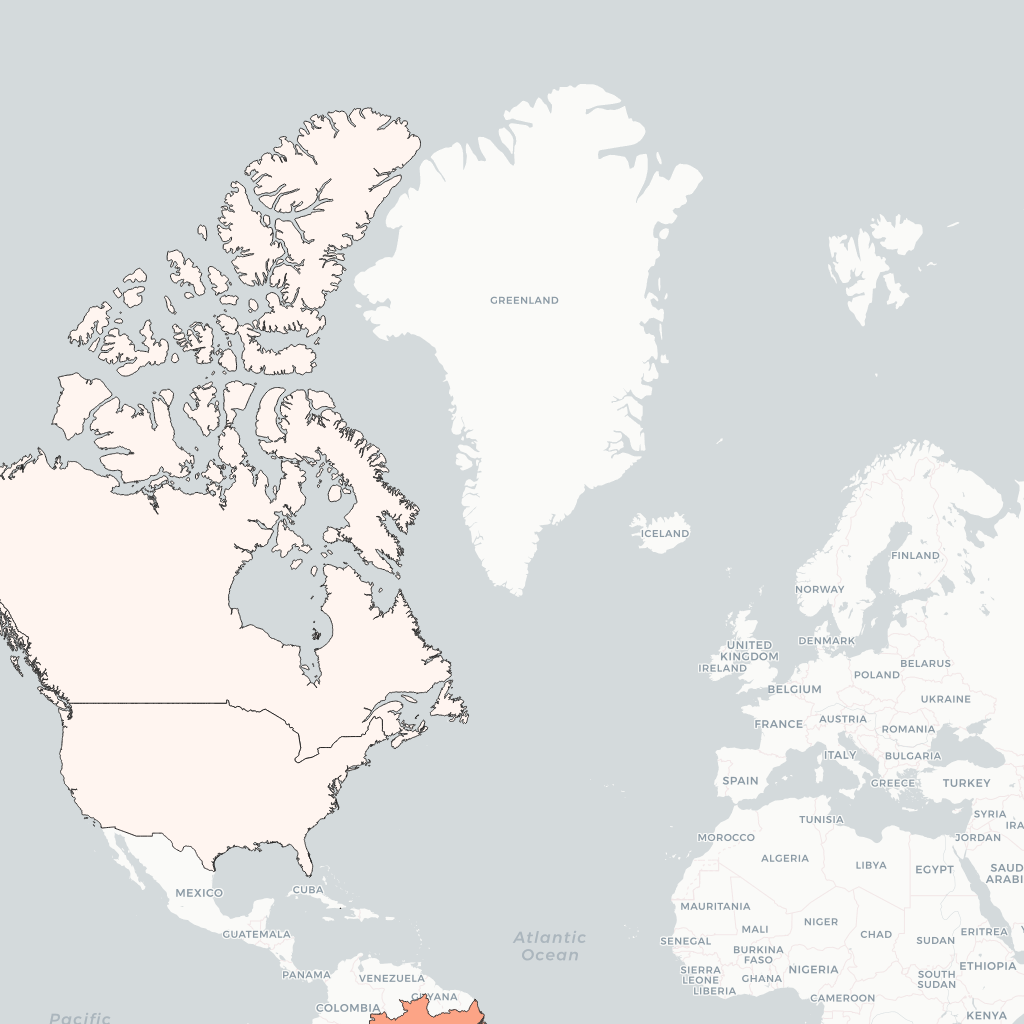 GREENLAND
ICELAND
FINLAND
NORWAY
DENMARK
UNITED
KINGDOM
IRELAND
BELARUS
POLAND
BELGIUM
UKRAINE
FRANCE
AUSTRIA
ROMANIA
ITALY
BULGARIA
SPAIN
GREECE
TURKEY
SYRIA
TUNISIA
IRA
MOROCCO
JORDAN
ALGERIA
LIBYA
EGYPT
SAUD
ARABI
MEXICO
CUBA
MAURITANIA
NIGER
MALI
CHAD
ERITREA
GUATEMALA
Atlantic
Ocean
SENEGAL
SUDAN
BURKINA
FASO
ETHIOPIA
PANAMA
VENEZUELA
SIERRA
LEONE
GHANA
NIGERIA
SOUTH
SUDAN
LIBERIA
GUYANA
CAMEROON
COLOMBIA
KENYA
Pacific